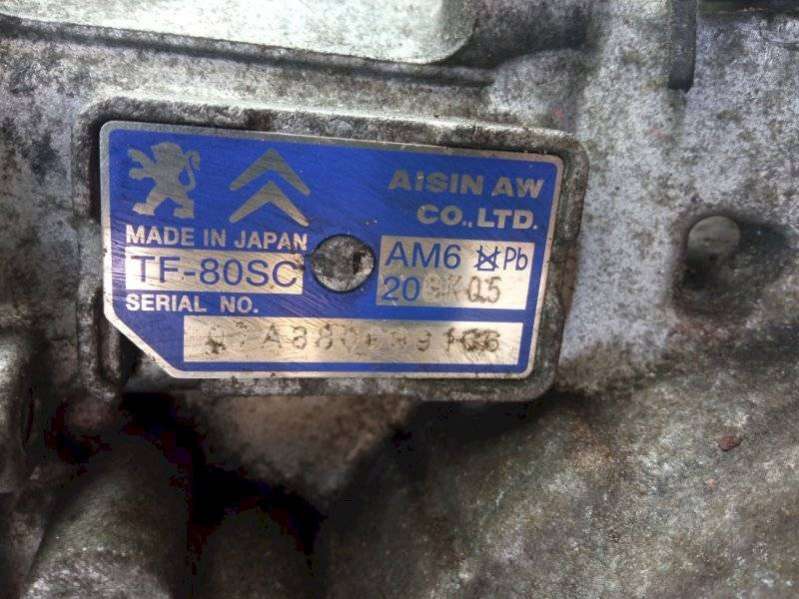 AISIN AW
CO.,LTD.
MADE IN JAPAN
TF-80SC
AM6 Pb
SERIAL NO.